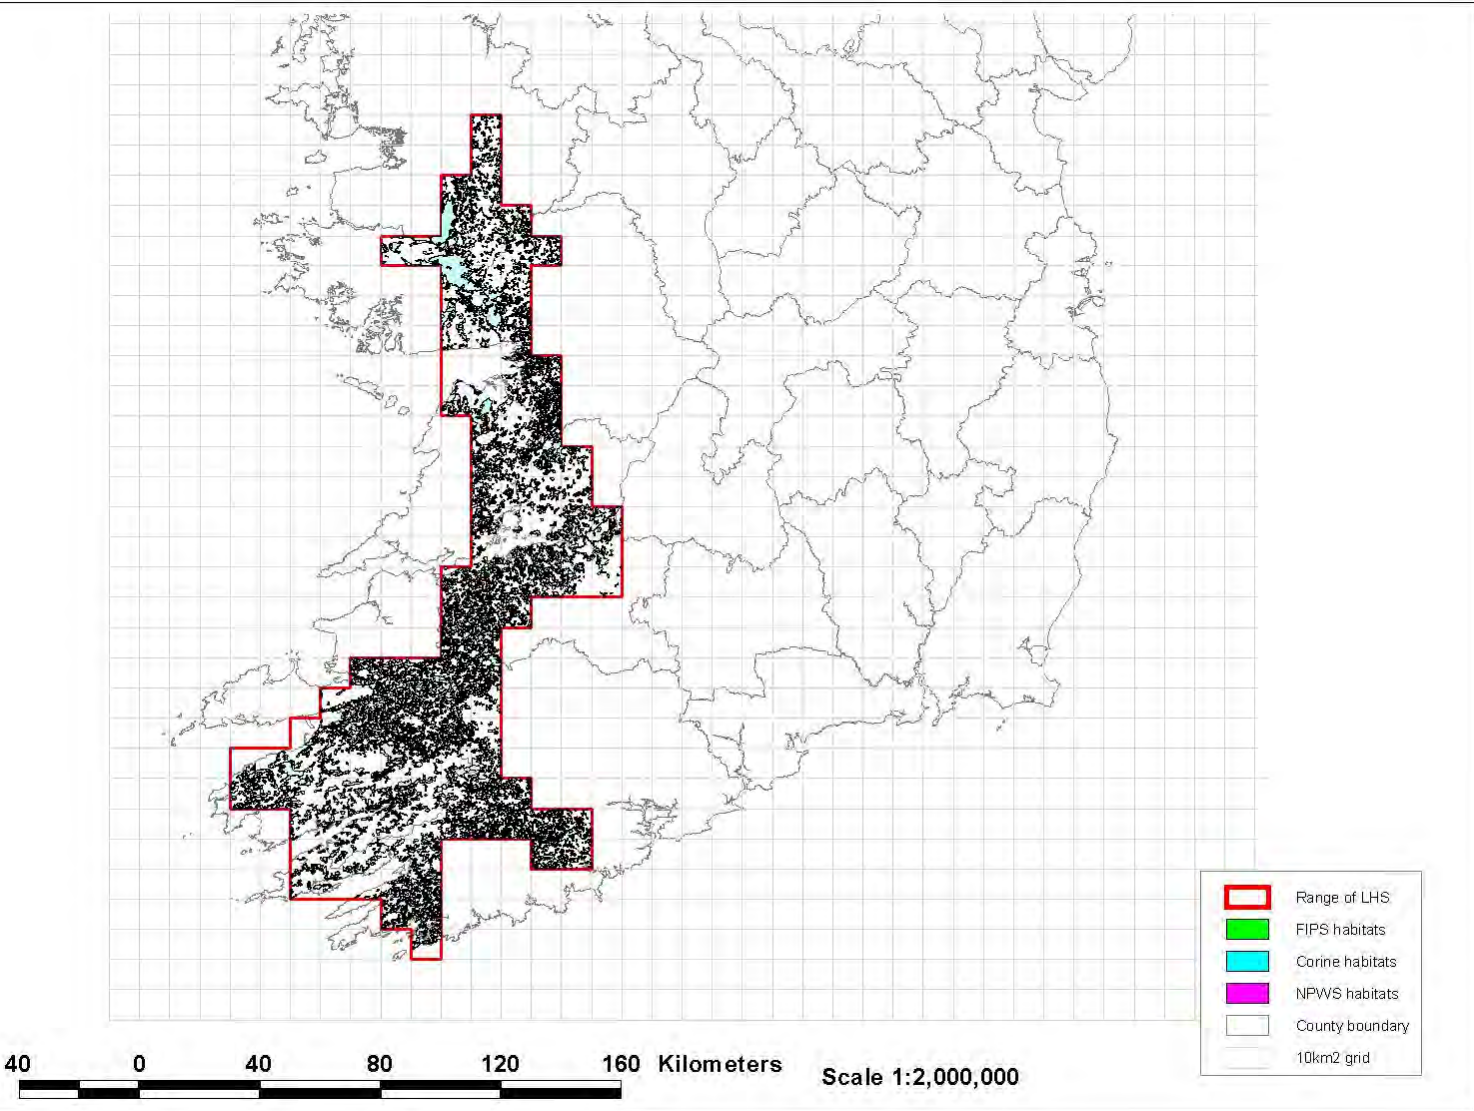 Range of LHS
FIPS habitats
Corine habitats
NPWS habitats
County boundary
10km2 grid
40 0 40 80 120 160 Kilometers
Scale 1:2,000,000